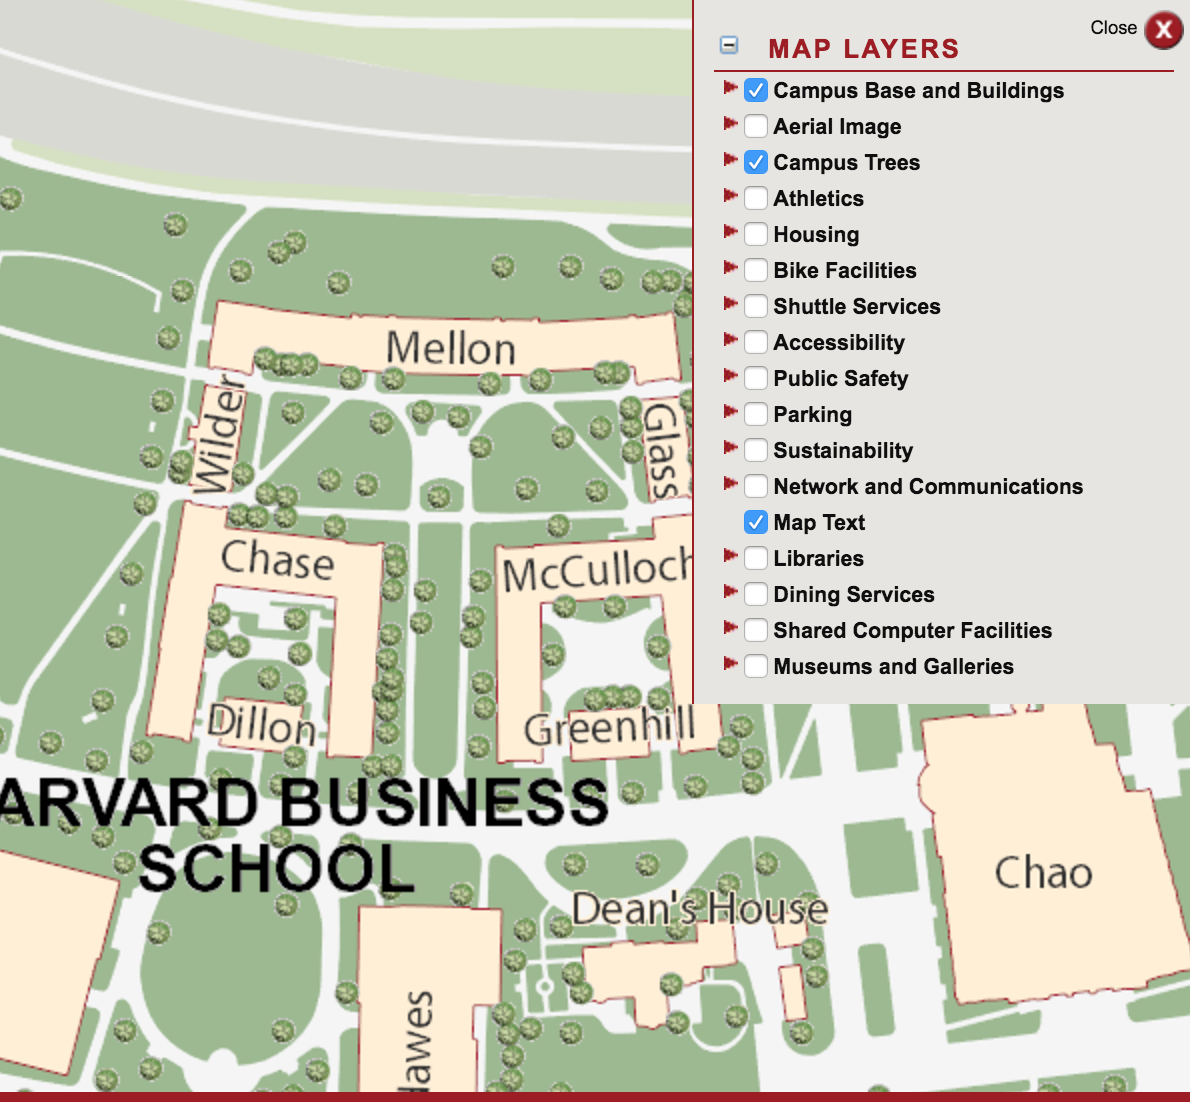 Close
MAP LAYERS
Campus Base and Buildings
Aerial Image
Campus Trees
Athletics
Housing
Bike Facilities
Shuttle Services
Accessibility
Public Safety
Parking
Sustainability
Network and Communications
Map Text
Libraries
Dining Services
Shared Computer Facilities
Museums and Galleries
Mellon
Wilder
Glass
Chase
McCulloch
Dillon
Greenhill
ARVARD BUSINESS
SCHOOL
Chao
Dean's House
awes